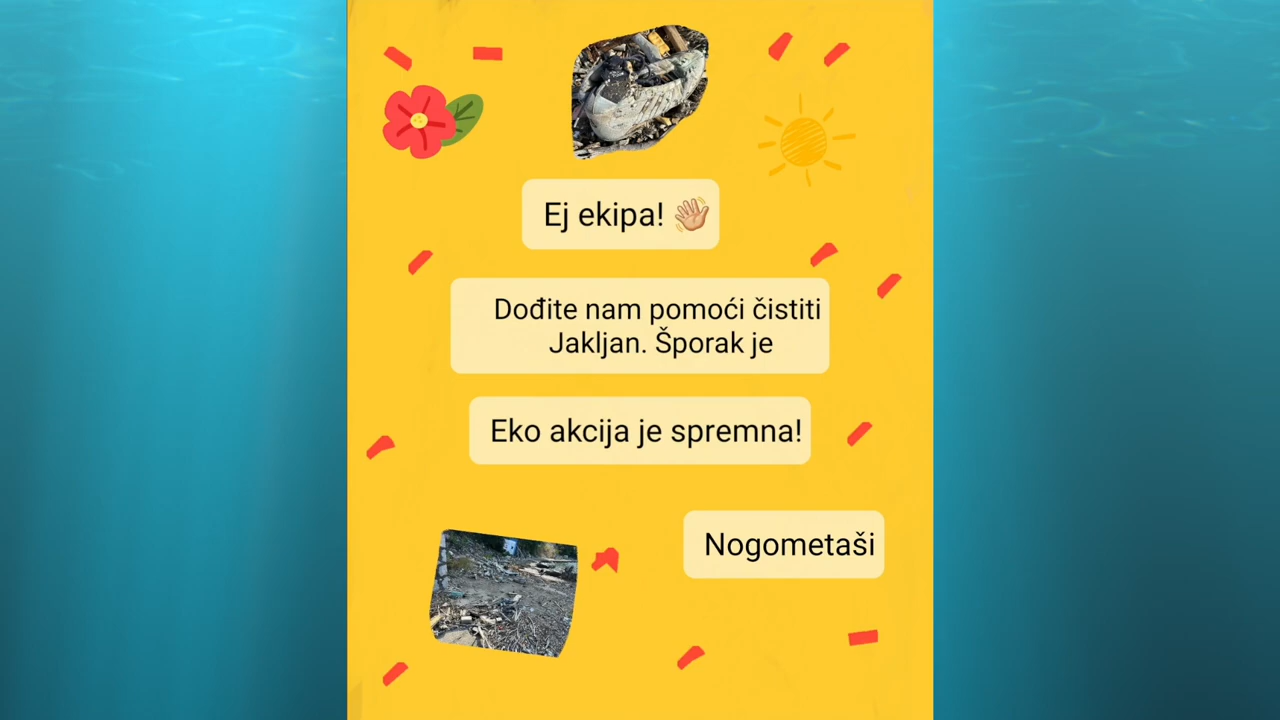 Ej ekipa! 👋🏼
Dođite nam pomoći čistiti
Jakljan. Šporak je
Eko akcija je spremna!
Nogometaši